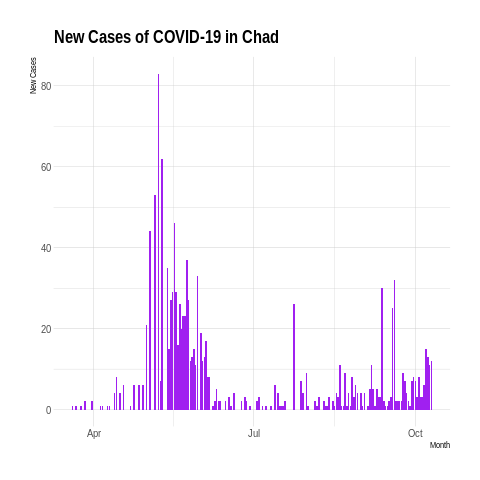 New Cases of COVID-19 in Chad
New Cases
80
60
40
20
0
Apr
Jul
Oct
Month